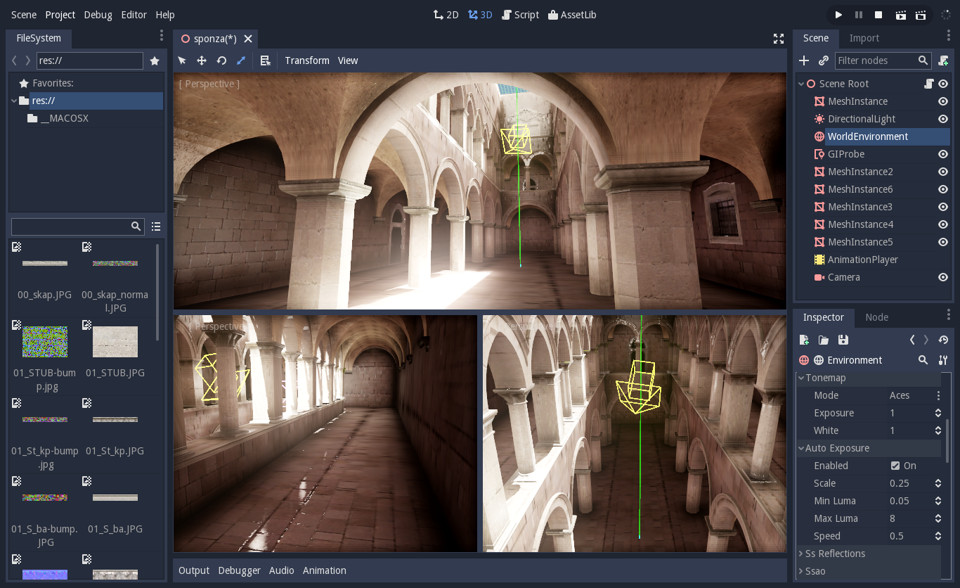 Scene Project Debug Editor Help
2D 3D Script AssetLib
FileSystem
res://
Favorites:
res://
__MACOSX
00_skap.JPG
00_skap_norma
l.JPG
01_STUB-bum
p.jpg
01_STUB.JPG
01_St_kp-bump
.jpg
01_St_kp.JPG
01_S_ba-bump.
JPG
01_S_ba.JPG
sponza(*)
Transform View
[ Perspective ]
Perspective
Output Debugger Audio Animation
Scene Import
Filter nodes
Scene Root
MeshInstance
DirectionalLight
WorldEnvironment
GIProbe
MeshInstance2
MeshInstance6
MeshInstance3
MeshInstance4
MeshInstance5
AnimationPlayer
Camera
Inspector Node
Environment
Tonemap
Mode Aces
Exposure 1
White 1
Auto Exposure
Enabled On
Scale 0.25
Min Luma 0.05
Max Luma 8
Speed 0.5
Ss Reflections
Ssao